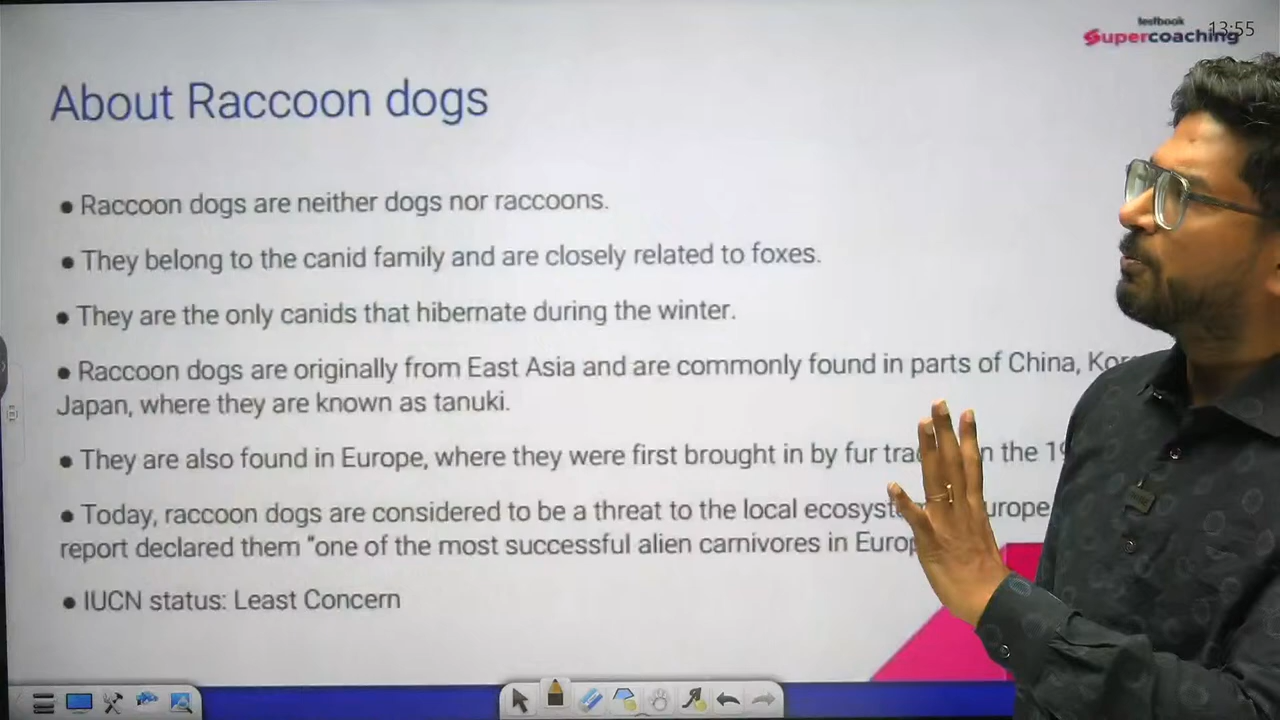 testbook
Supercoaching
13:55
About Raccoon dogs
● Raccoon dogs are neither dogs nor raccoons.
● They belong to the canid family and are closely related to foxes.
● They are the only canids that hibernate during the winter.
● Raccoon dogs are originally from East Asia and are commonly found in parts of China,
Japan, where they are known as tanuki.
● They are also found in Europe, where they were first brought in by fur in the
● Today, raccoon dogs are considered to be a threat to the local
report declared them "one of the most successful alien carnivores in
● IUCN status: Least Concern